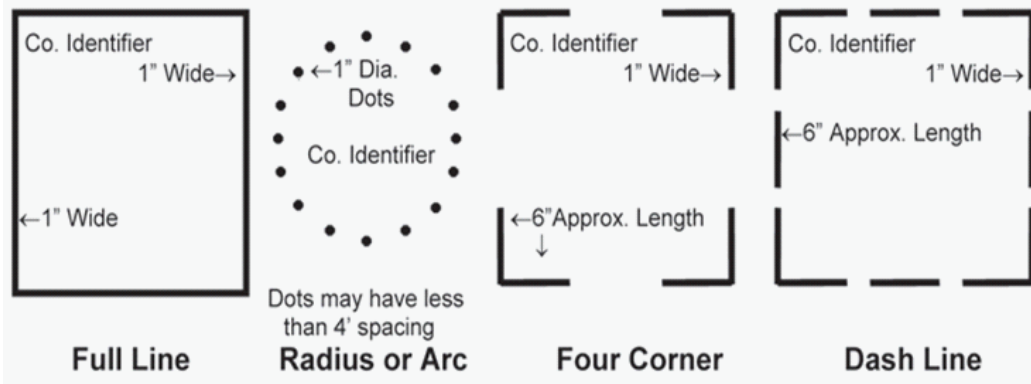 Co. Identifier
1” Wide→
←1” Wide
Full Line
←1” Dia.
Dots
Co. Identifier
Dots may have less
than 4’ spacing
Radius or Arc
Co. Identifier
1” Wide→
←6”Approx. Length
↓
Four Corner
Co. Identifier
1” Wide→
←6” Approx. Length
Dash Line